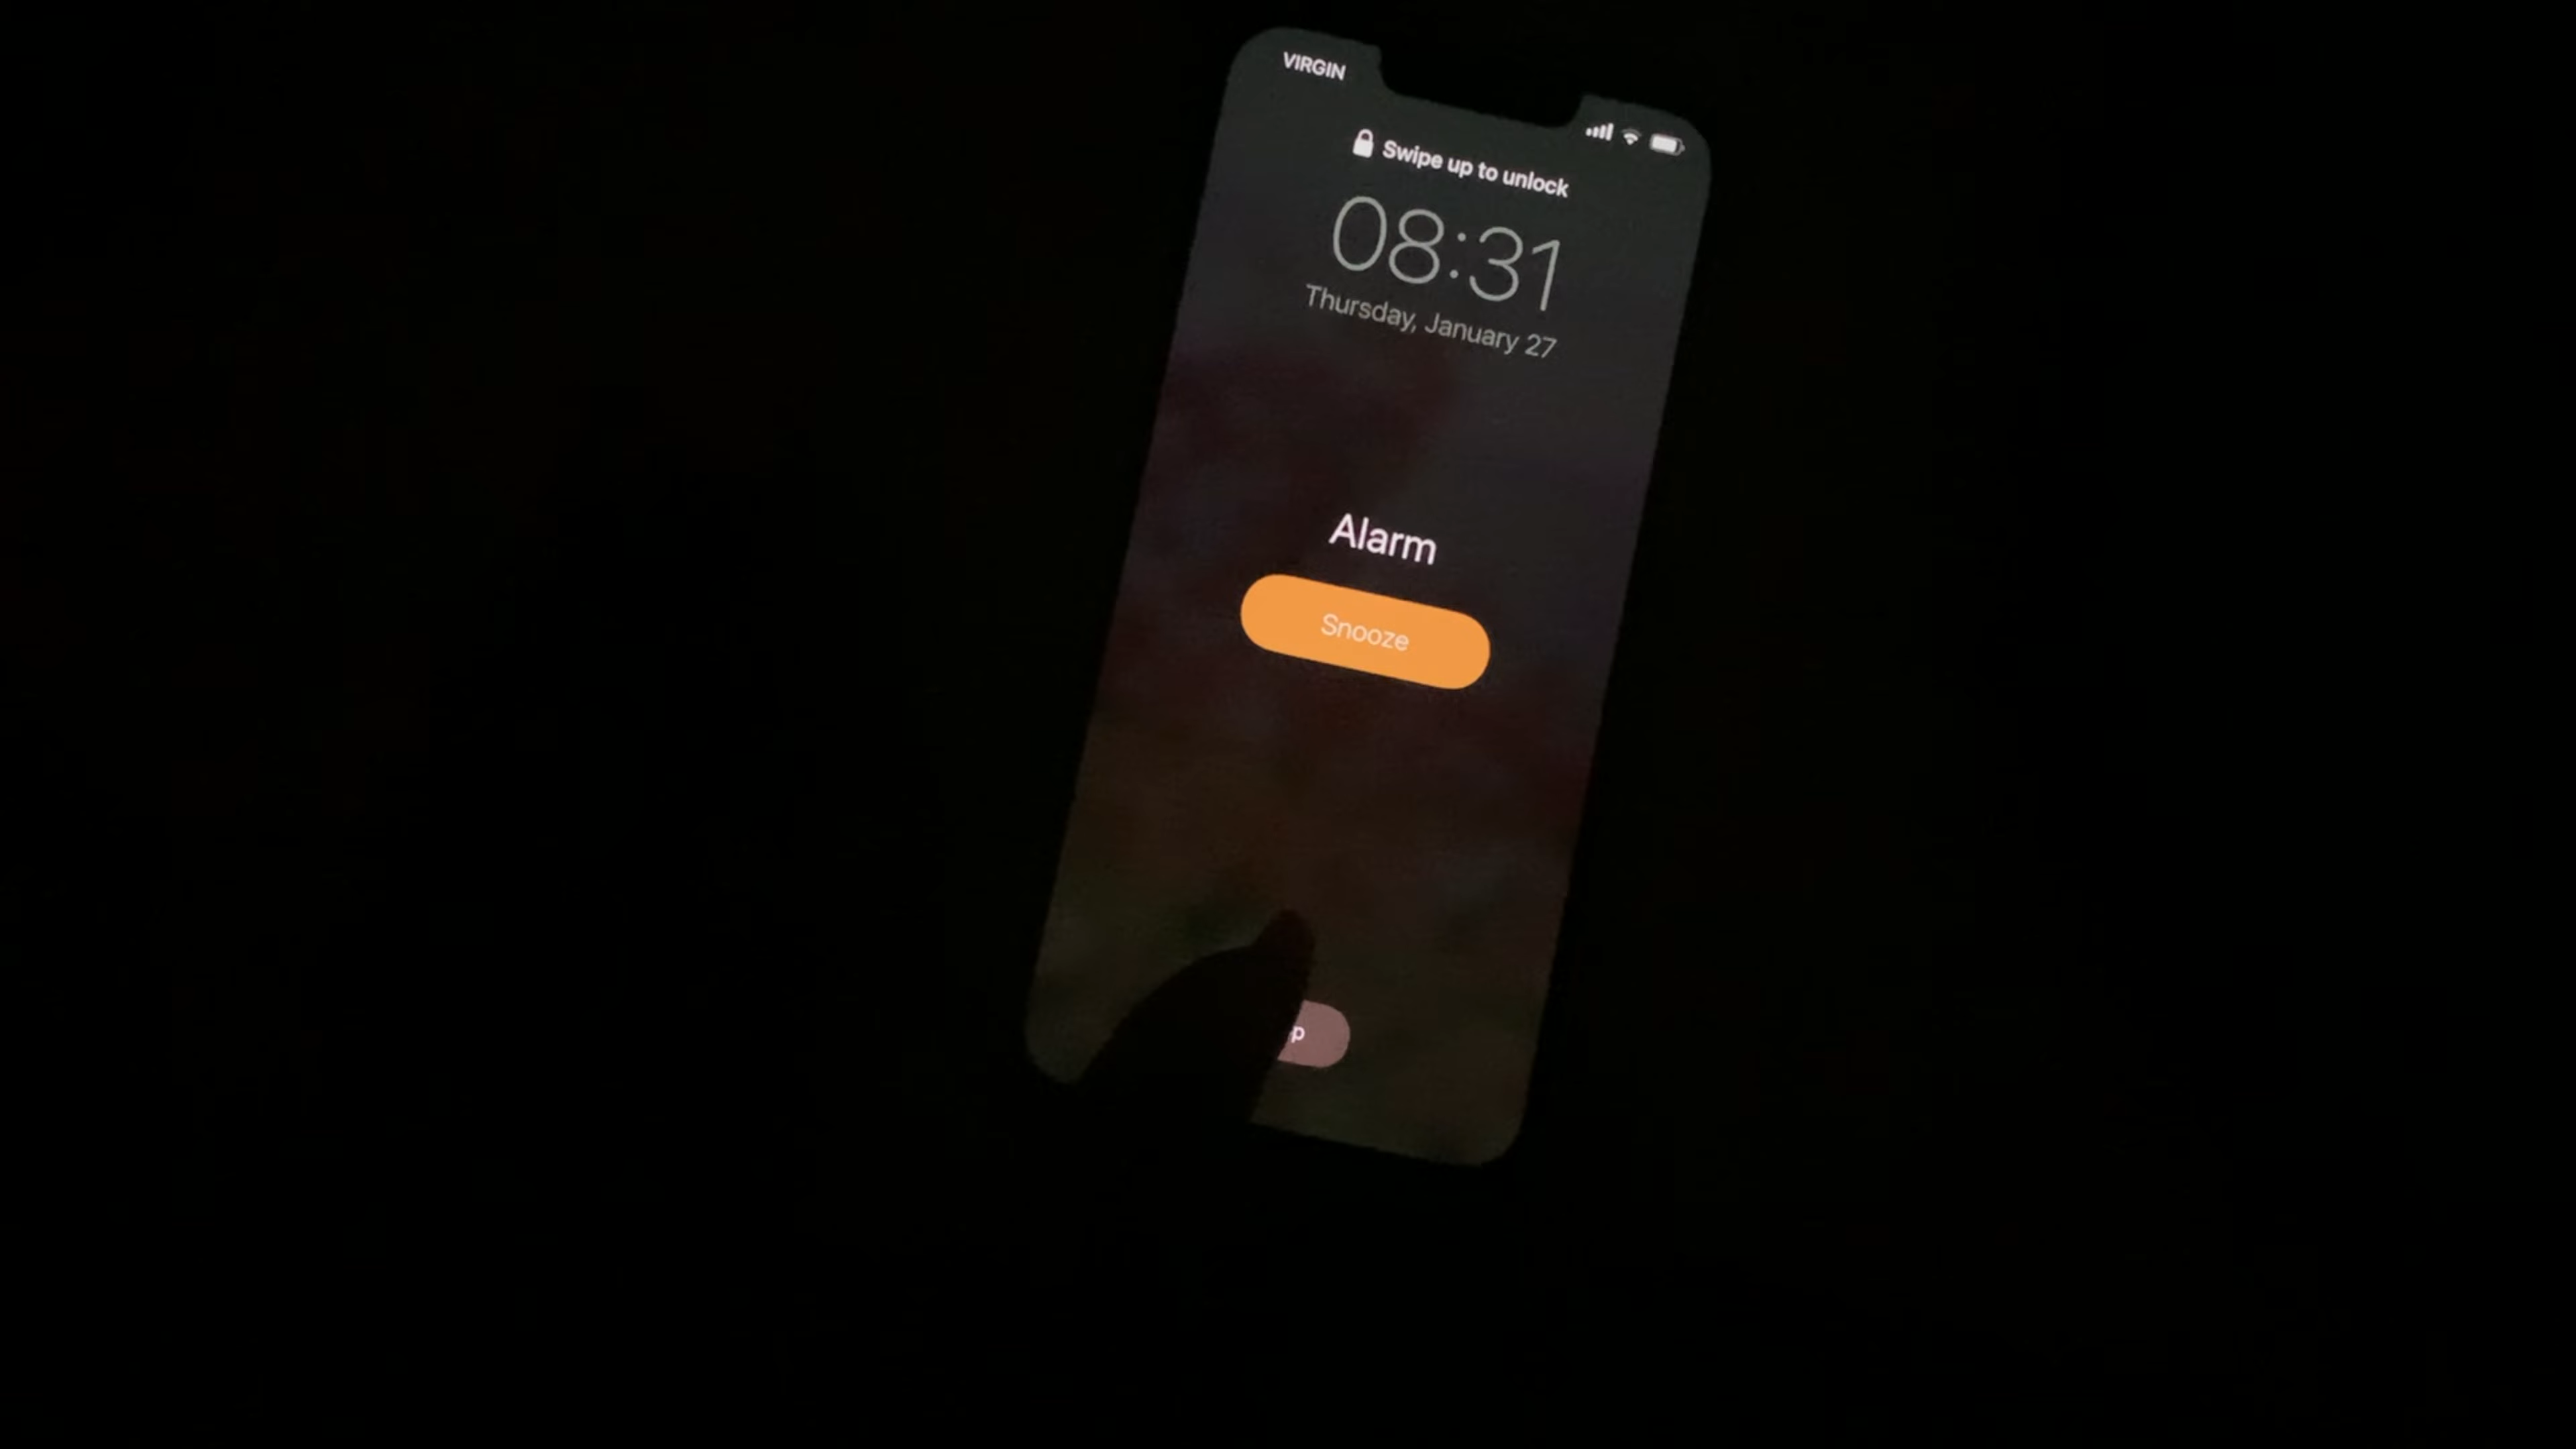 VIRGIN
Swipe up to unlock
08:31
Thursday, January 27
Alarm
Snooze
p